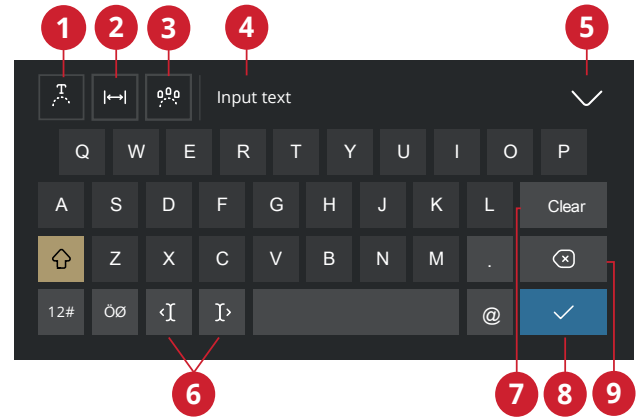 1 2 3 4 5
T Input text
Q W E R T Y U I O P
A S D F G H J K L Clear
Z X C V B N M .
12# ÖØ @
6 7 8 9